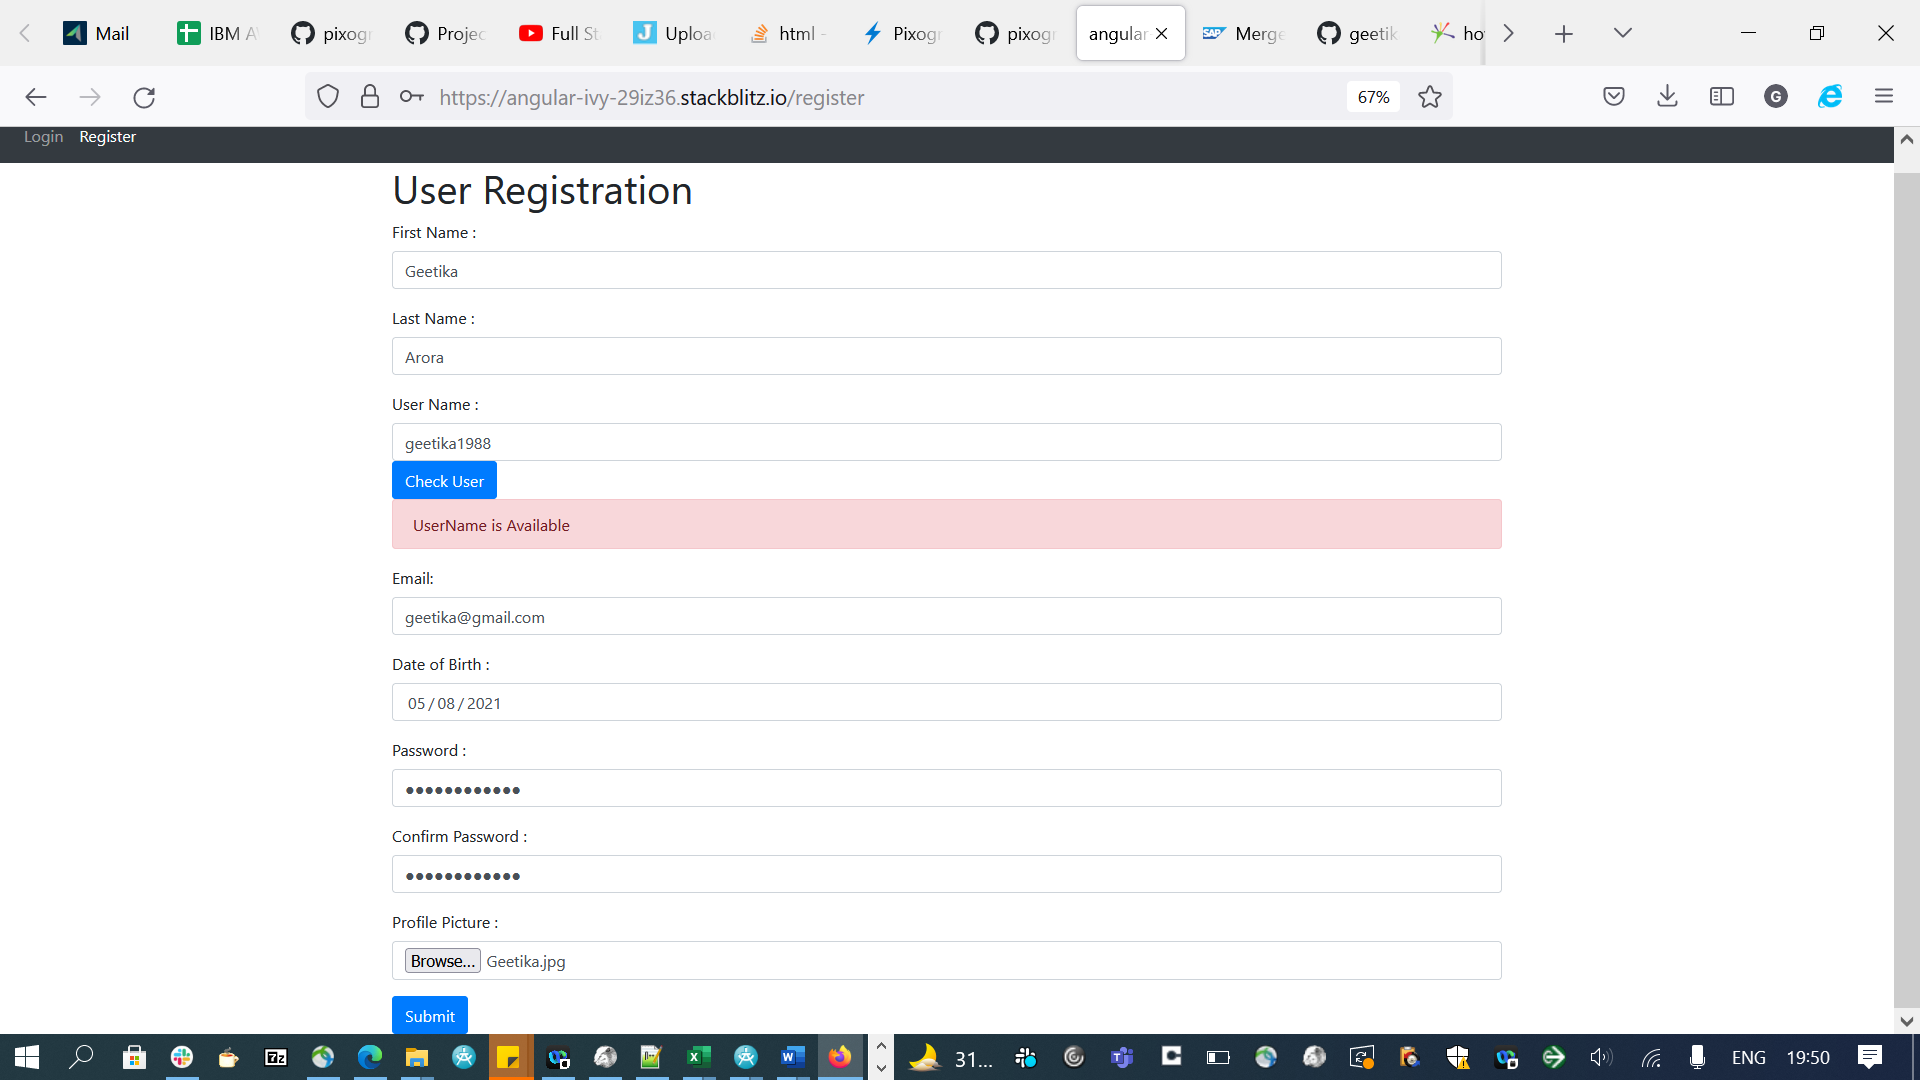 Mail
IBM A
pixogr
Projec
Full St
Uploa
html -
Pixogr
pixogr
angular
Merge
geetik
ho
https://angular-ivy-29iz36.stackblitz.io/register
67%
G
Login Register
User Registration
First Name :
Geetika
Last Name :
Arora
User Name :
geetika1988
Check User
UserName is Available
Email:
geetika@gmail.com
Date of Birth :
05 / 08 / 2021
Password :
Confirm Password :
Profile Picture :
Browse... Geetika.jpg
Submit
31...
ENG
19:50